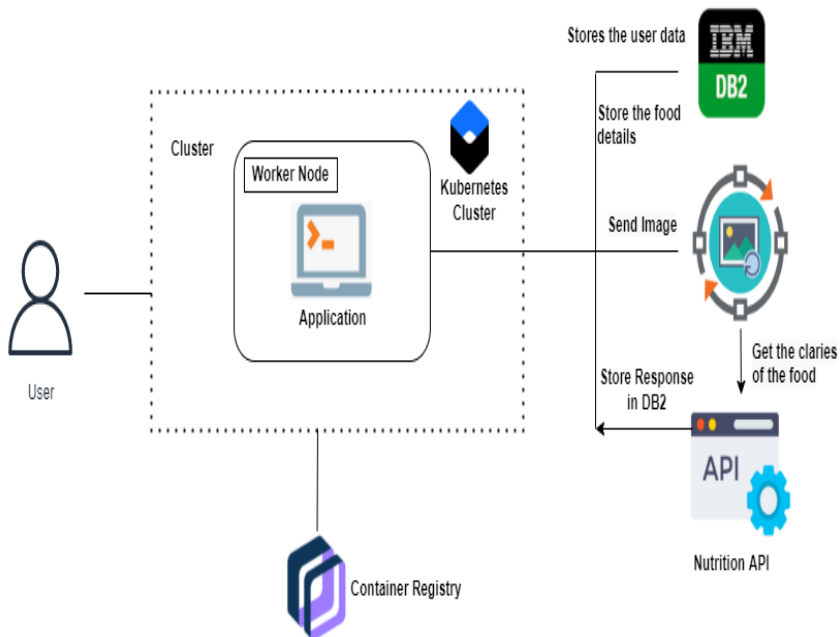 Stores the user data
IBM
DB2
Store the food
details
Cluster
Worker Node
Kubernetes
Cluster
Application
Send Image
User
Get the claries
of the food
Store Response
in DB2
API
Nutrition API
Container Registry